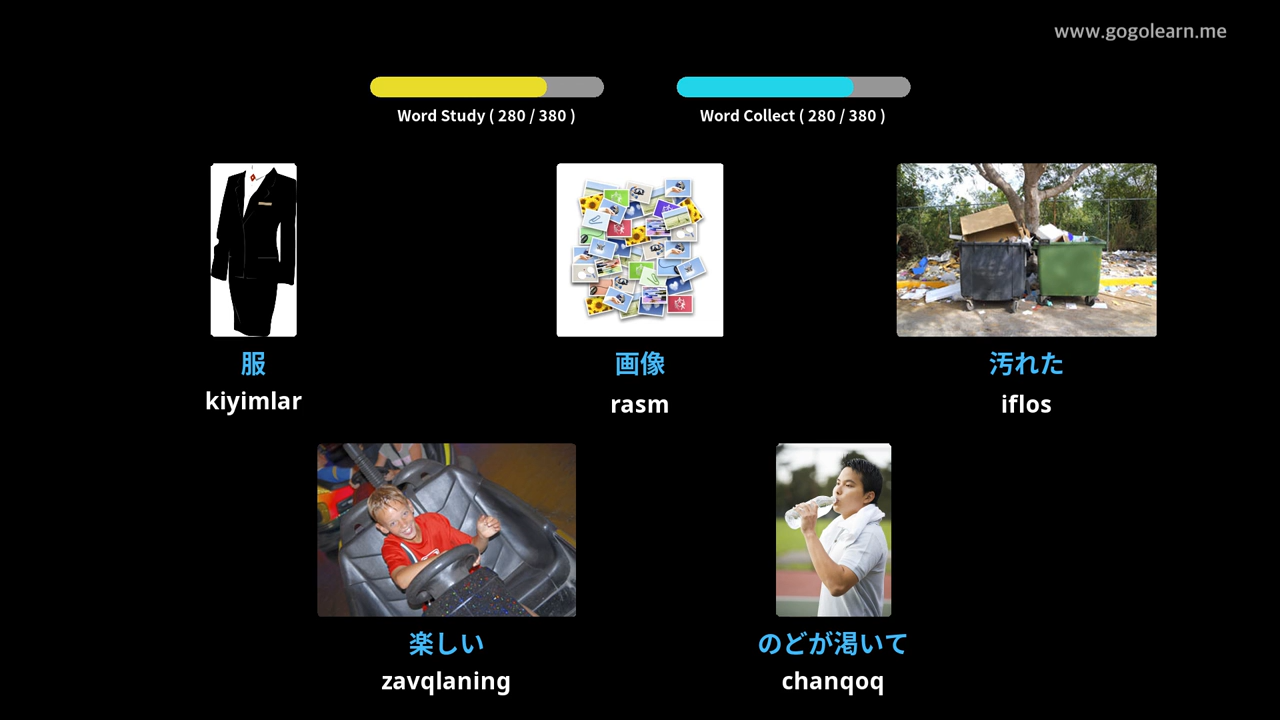 www.gogolearn.me
Word Study ( 280 / 380 )
Word Collect ( 280 / 380 )
服
kiyimlar
画像
rasm
汚れた
iflos
楽しい
zavqlaning
のどが渇いて
chanqoq